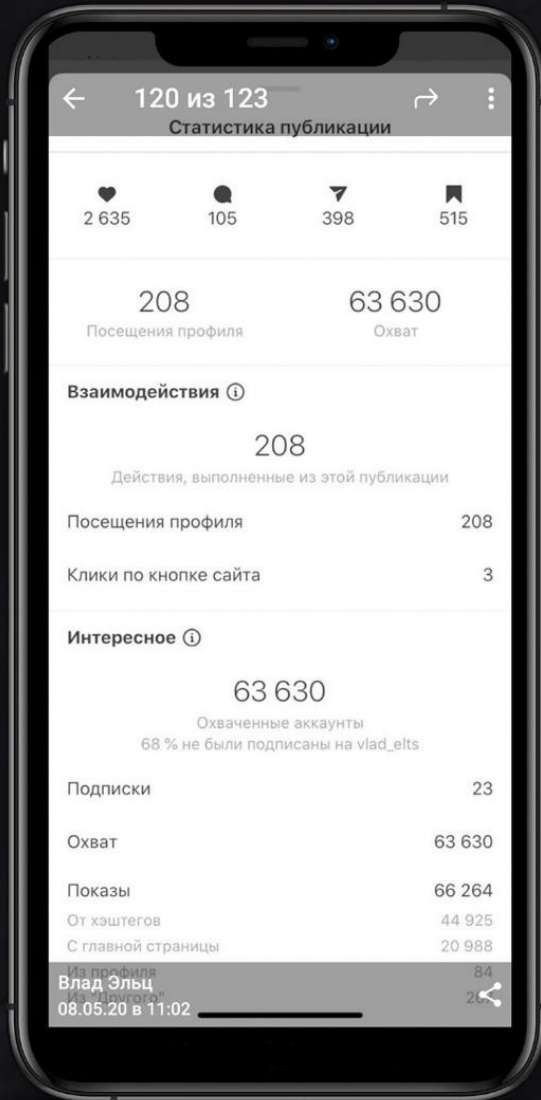 120 из 123
Статистика публикации
2 635 105 398 515
208 63 630
Посещения профиля Охват
Взаимодействия
208
Действия, выполненные из этой публикации
Посещения профиля 208
Клики по кнопке сайта 3
Интересное
63 630
Охваченные аккаунты
68 % не были подписаны на vlad_elts
Подписки 23
Охват 63 630
Показы 66 264
От хэштегов 44 925
С главной страницы 20 988
Из профиля 84
Влад Эльц
Из "Другого"
08.05.20 в 11:02